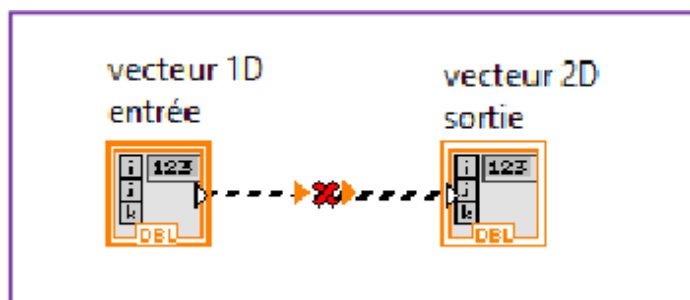 vecteur 1D
entrée
vecteur 2D
sortie
i
j
k
123
DBL
i
j
k
123
DBL